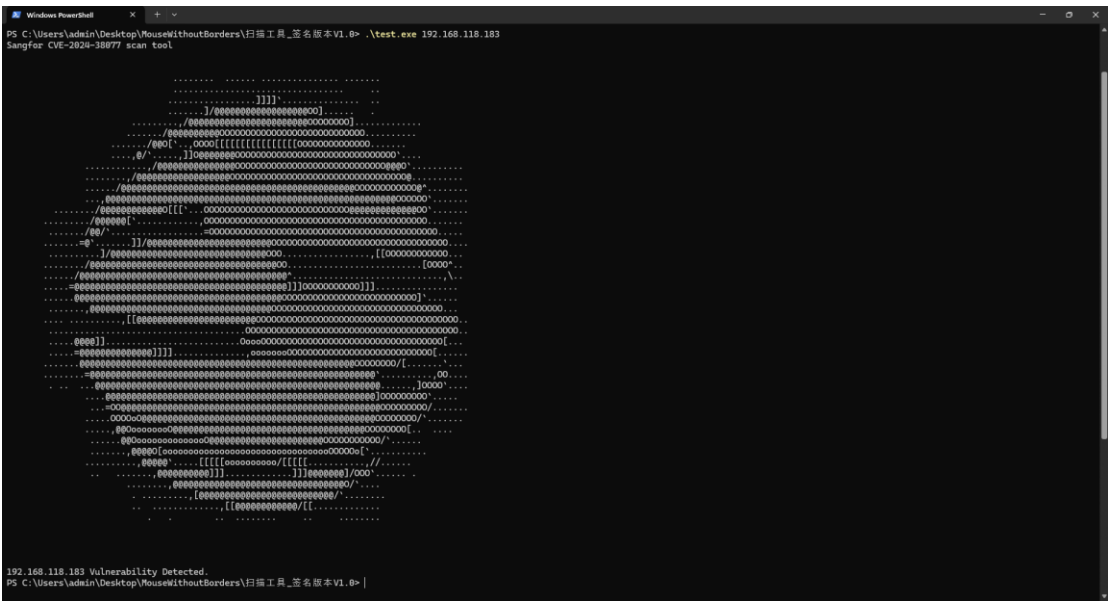 Windows PowerShell
PS C:\Users\admin\Desktop\MouseWithoutBorders\扫描工具_签名版本V1.0> .\test.exe 192.168.118.183
Sangfor CVE-2024-38077 scan tool
192.168.118.183 Vulnerability Detected.
PS C:\Users\admin\Desktop\MouseWithoutBorders\扫描工具_签名版本V1.0>